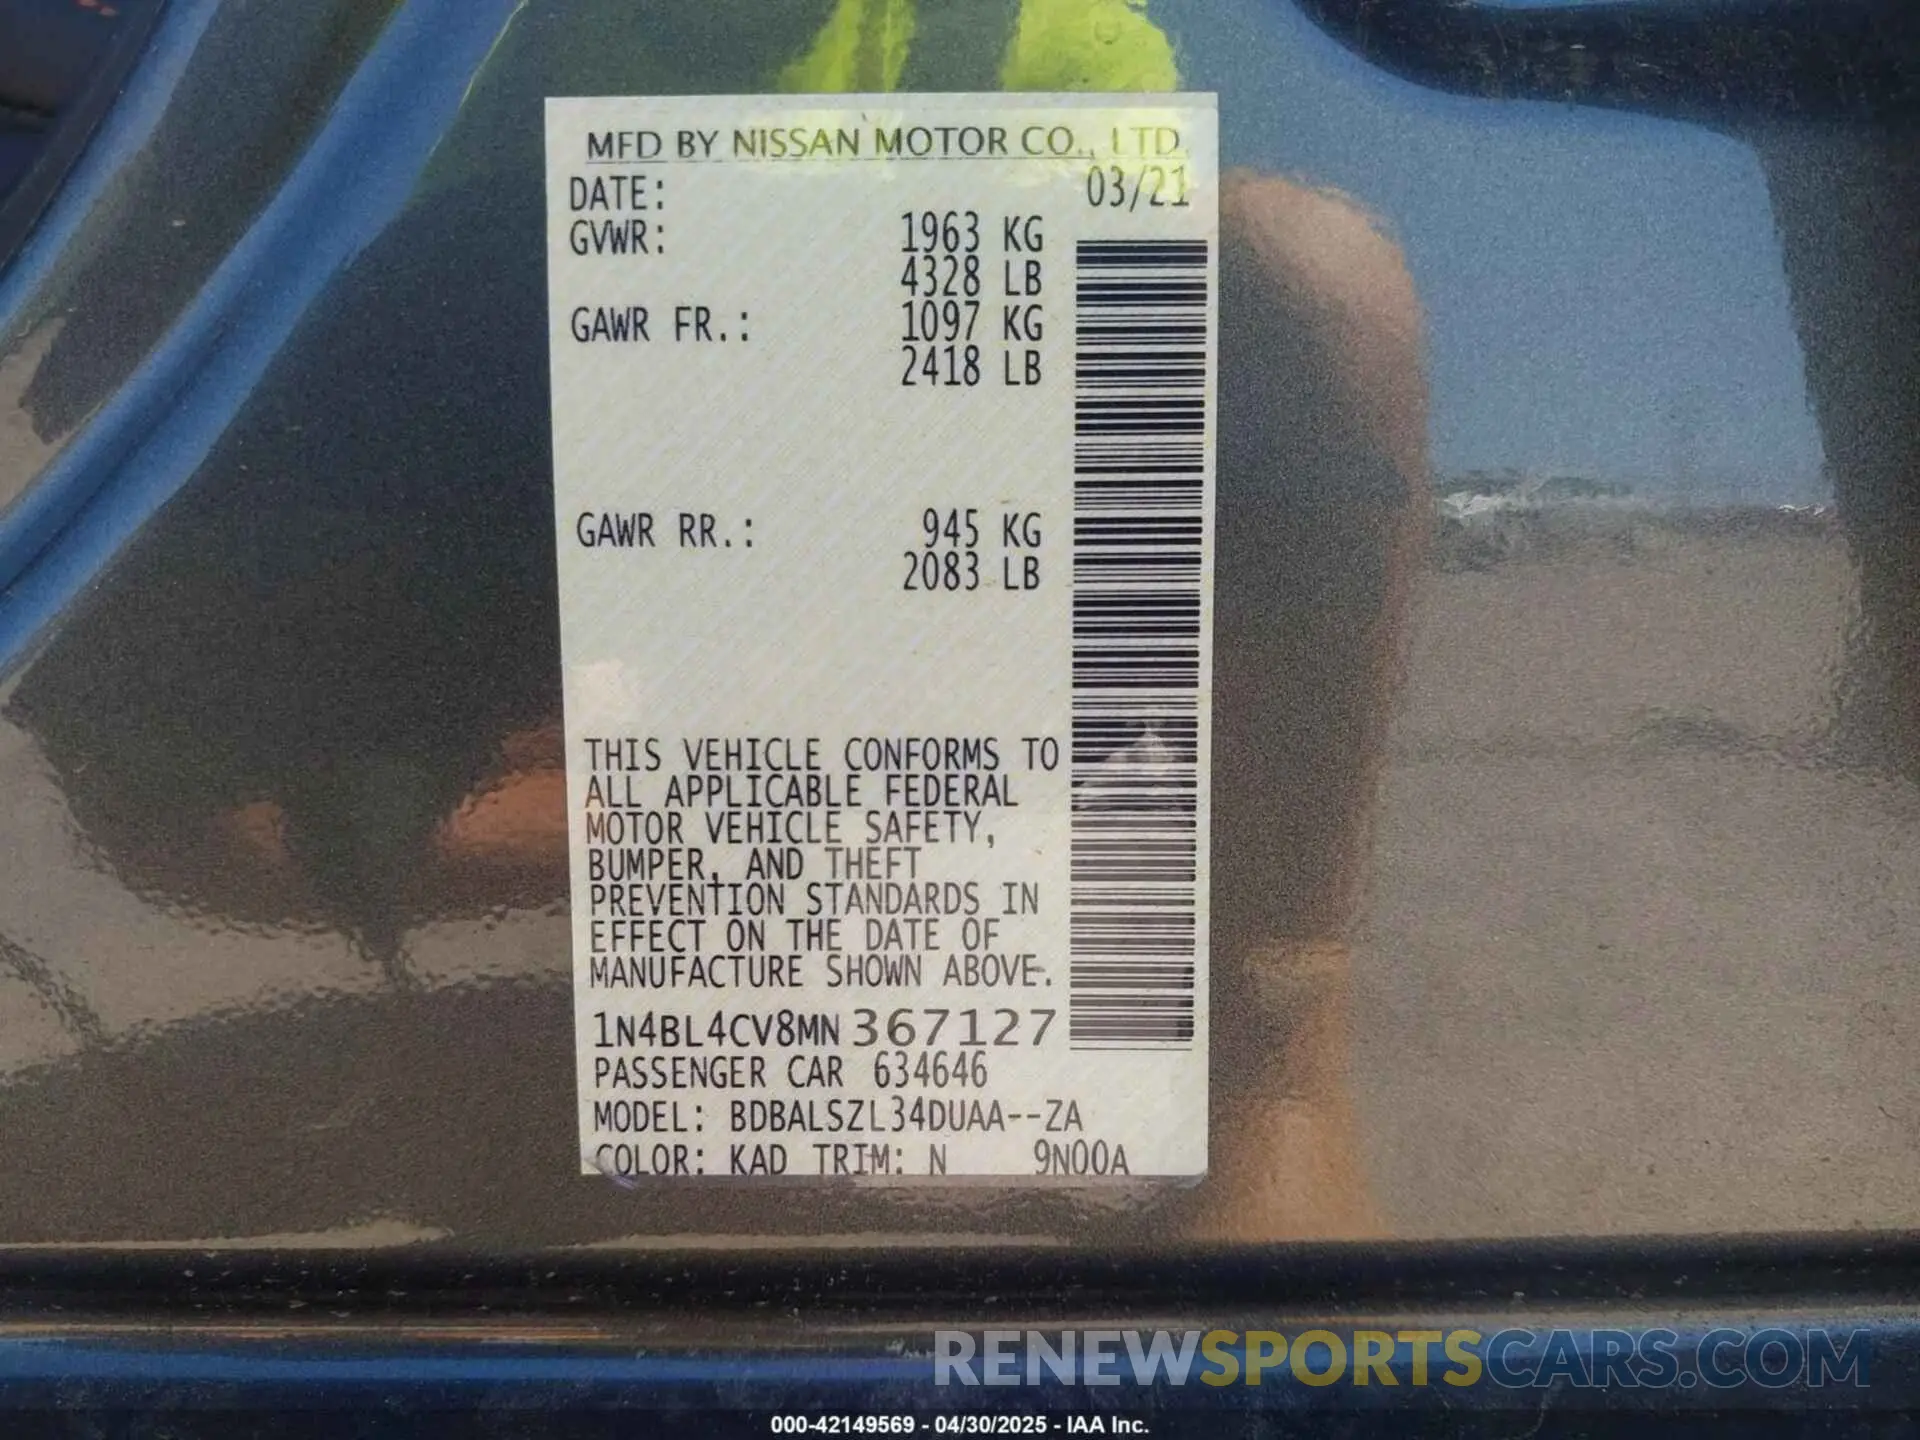 MFD BY NISSAN MOTOR CO., LTD.
DATE: 03/21
GVWR: 1963 KG
4328 LB
GAWR FR.: 1097 KG
2418 LB
GAWR RR.: 945 KG
2083 LB
THIS VEHICLE CONFORMS TO
ALL APPLICABLE FEDERAL
MOTOR VEHICLE SAFETY,
BUMPER, AND THEFT
PREVENTION STANDARDS IN
EFFECT ON THE DATE OF
MANUFACTURE SHOWN ABOVE.
1N4BL4CV8MN367127
PASSENGER CAR 634646
MODEL: BDBALSZL34DUAA--ZA
COLOR: KAD TRIM: N 9N00A
RENEWSPORTSCARS.COM
000-42149569 - 04/30/2025 - IAA Inc.